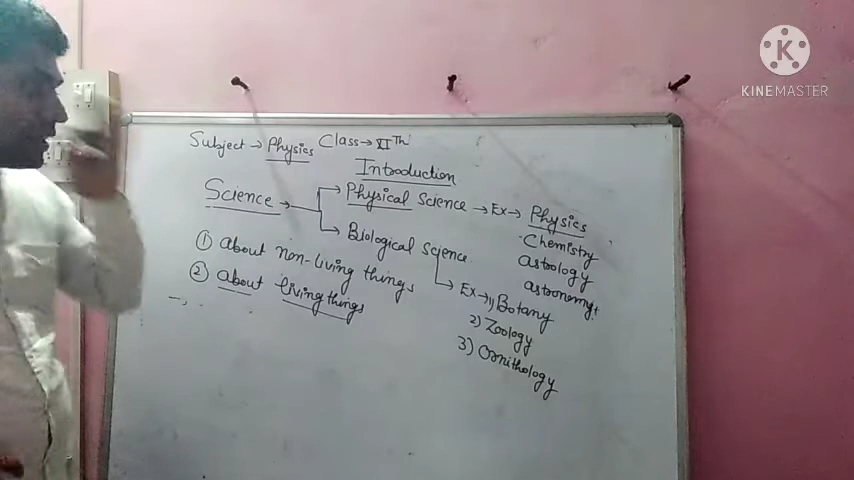 K
KINEMASTER
Subject → Physics Class → XI Th
Introduction
Science → Physical Science → Ex → Physics
Chemistry
Astrology
astronomy
Biological Science
Ex → 1) Botany
2) Zoology
3) Ornithology
① About non-living things
② About living things